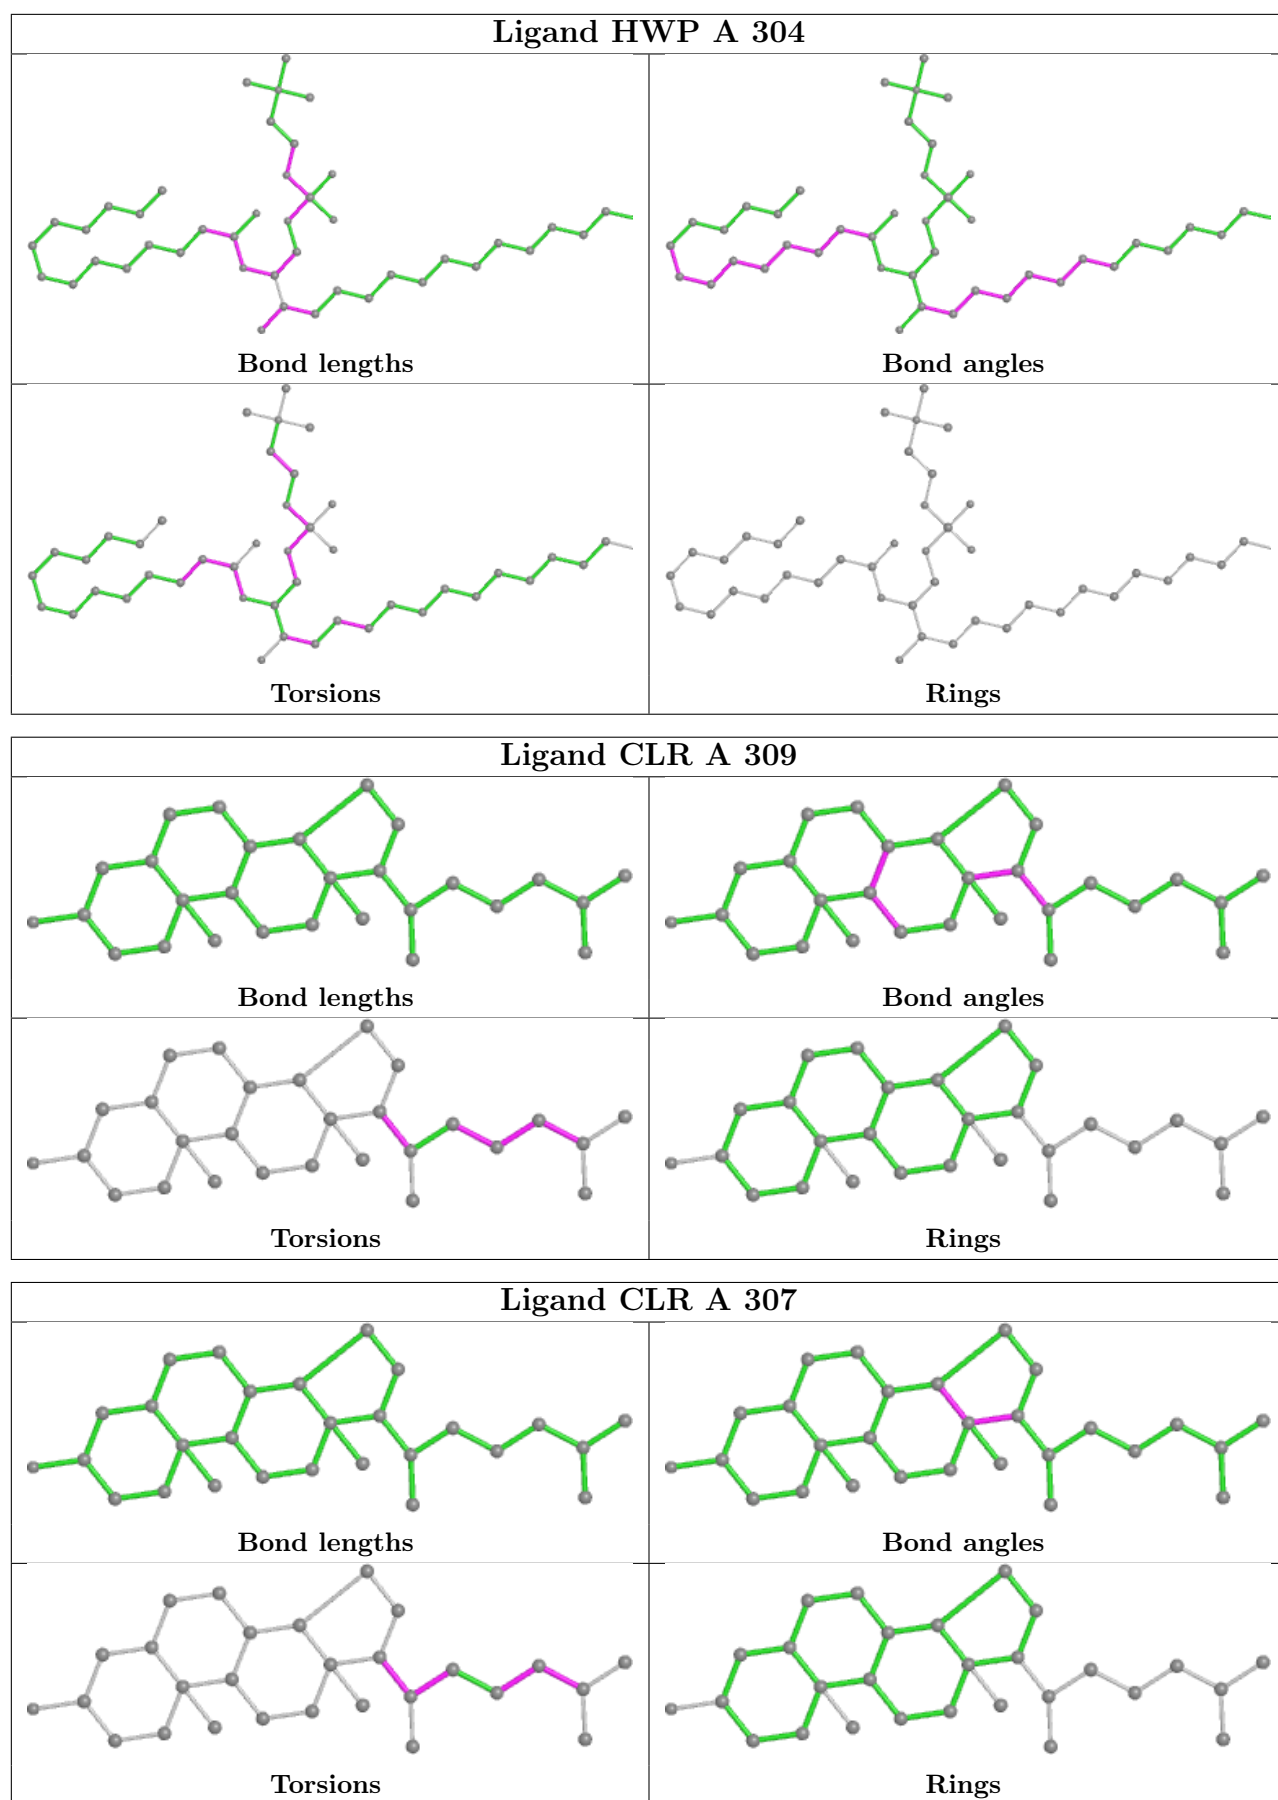 Ligand HWP A 304
Bond lengths
Bond angles
Torsions
Rings
Ligand CLR A 309
Bond lengths
Bond angles
Torsions
Rings
Ligand CLR A 307
Bond lengths
Bond angles
Torsions
Rings